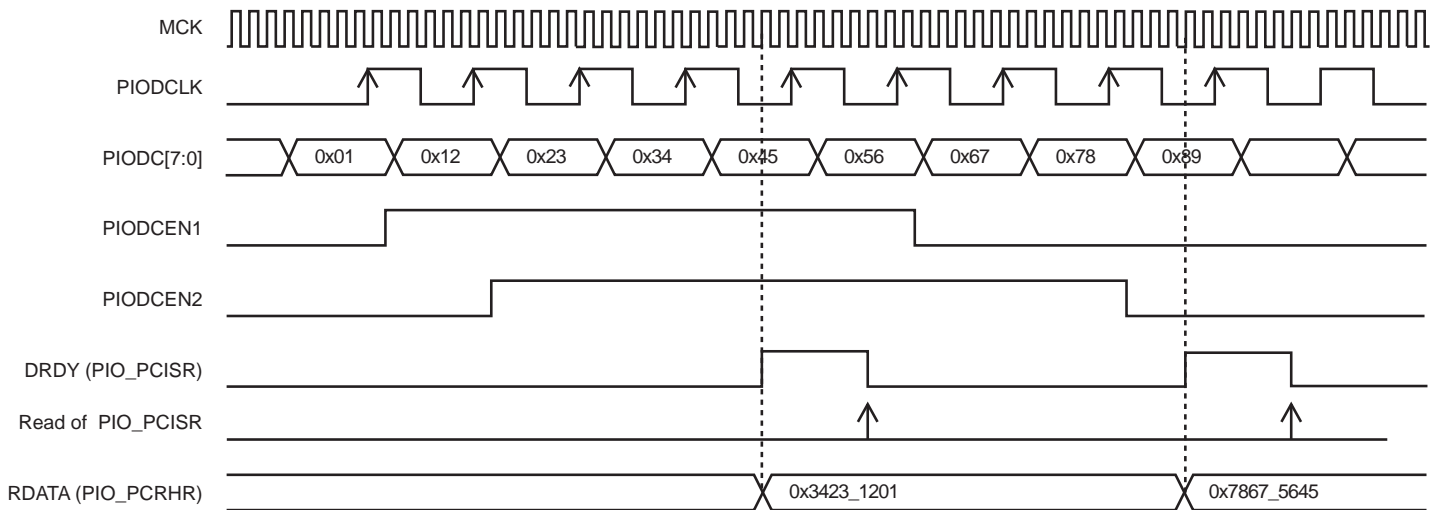 MCK
PIODCLK
PIODC[7:0] 0x01 0x12 0x23 0x34 0x45 0x56 0x67 0x78 0x89
PIODCEN1
PIODCEN2
DRDY (PIO_PCISR)
Read of PIO_PCISR
RDATA (PIO_PCRHR) 0x3423_1201 0x7867_5645